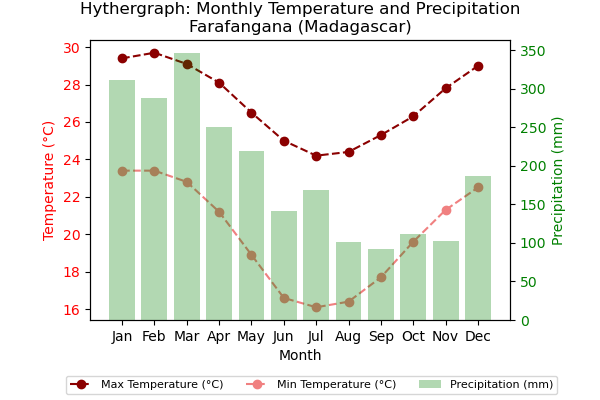 Hythergraph: Monthly Temperature and Precipitation
Farafangana (Madagascar)
30
28
26
24
22
20
18
16
Temperature (°C)
350
300
250
200
150
100
50
0
Precipitation (mm)
Jan Feb Mar Apr May Jun Jul Aug Sep Oct Nov Dec
Month
Max Temperature (°C) Min Temperature (°C) Precipitation (mm)